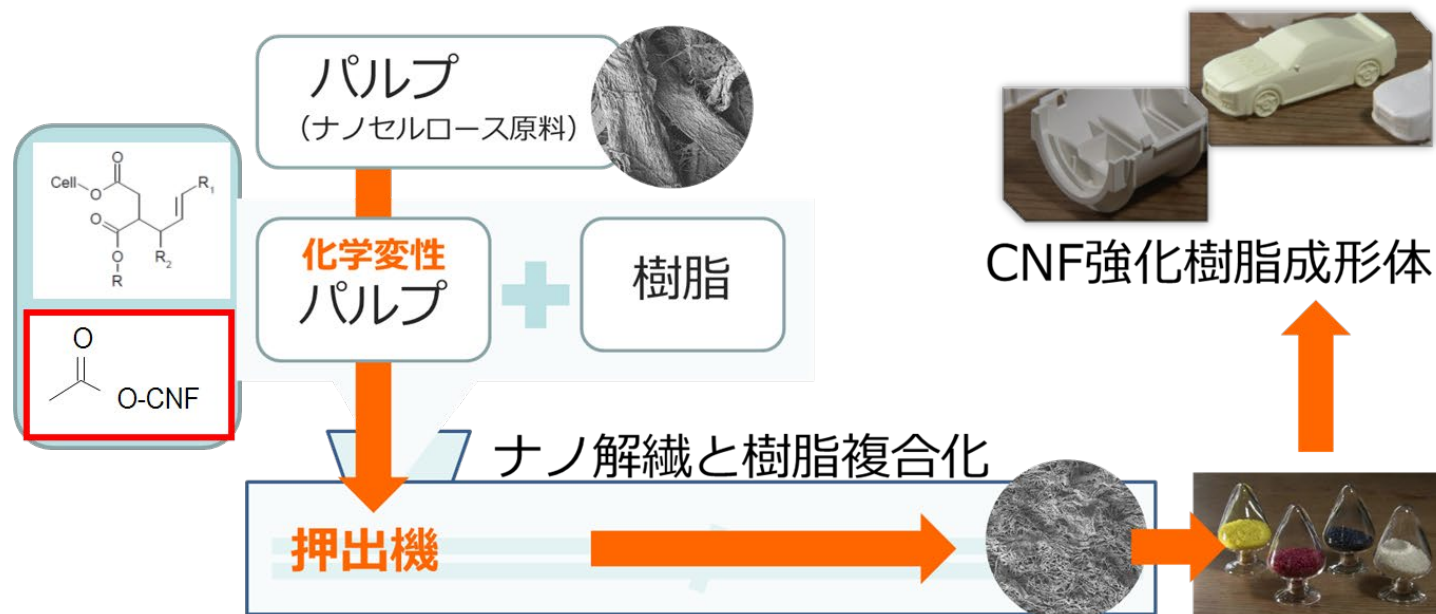 パルプ
（ナノセルロース原料）
Cell
O
O
R1
O
O
R2
R
化学変性
パルプ
樹脂
O
O-CNF
ナノ解繊と樹脂複合化
押出機
CNF強化樹脂成形体